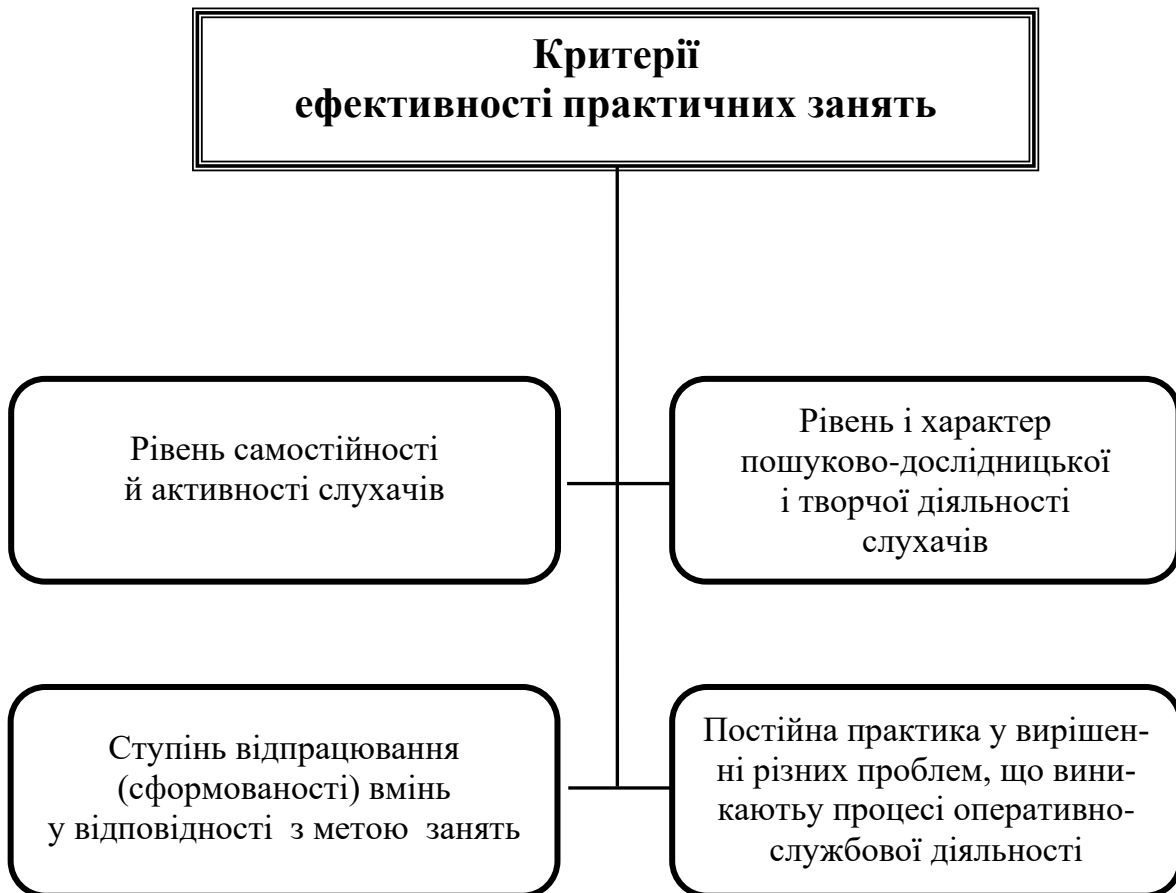 Критерії
ефективності практичних занять
Рівень самостійності
й активності слухачів
Рівень і характер
пошуково-дослідницької
і творчої діяльності
слухачів
Ступінь відпрацювання
(сформованості) вмінь
у відповідності з метою занять
Постійна практика у вирішен-
ні різних проблем, що вини-
каютьу процесі оперативно-
службової діяльності